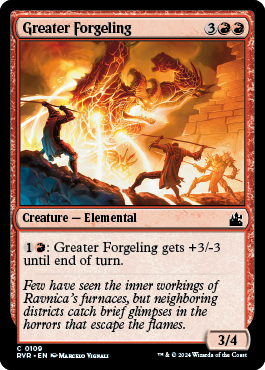 Greater Forgeling 3
Creature — Elemental
1: Greater Forgeling gets +3/-3
until end of turn.
Few have seen the inner workings of
Ravnica's furnaces, but neighboring
districts catch brief glimpses in the
horrors that escape the flames.
3/4
C 0109
RVR • EN Marcelo Vignali
™ & © 2024 Wizards of the Coast